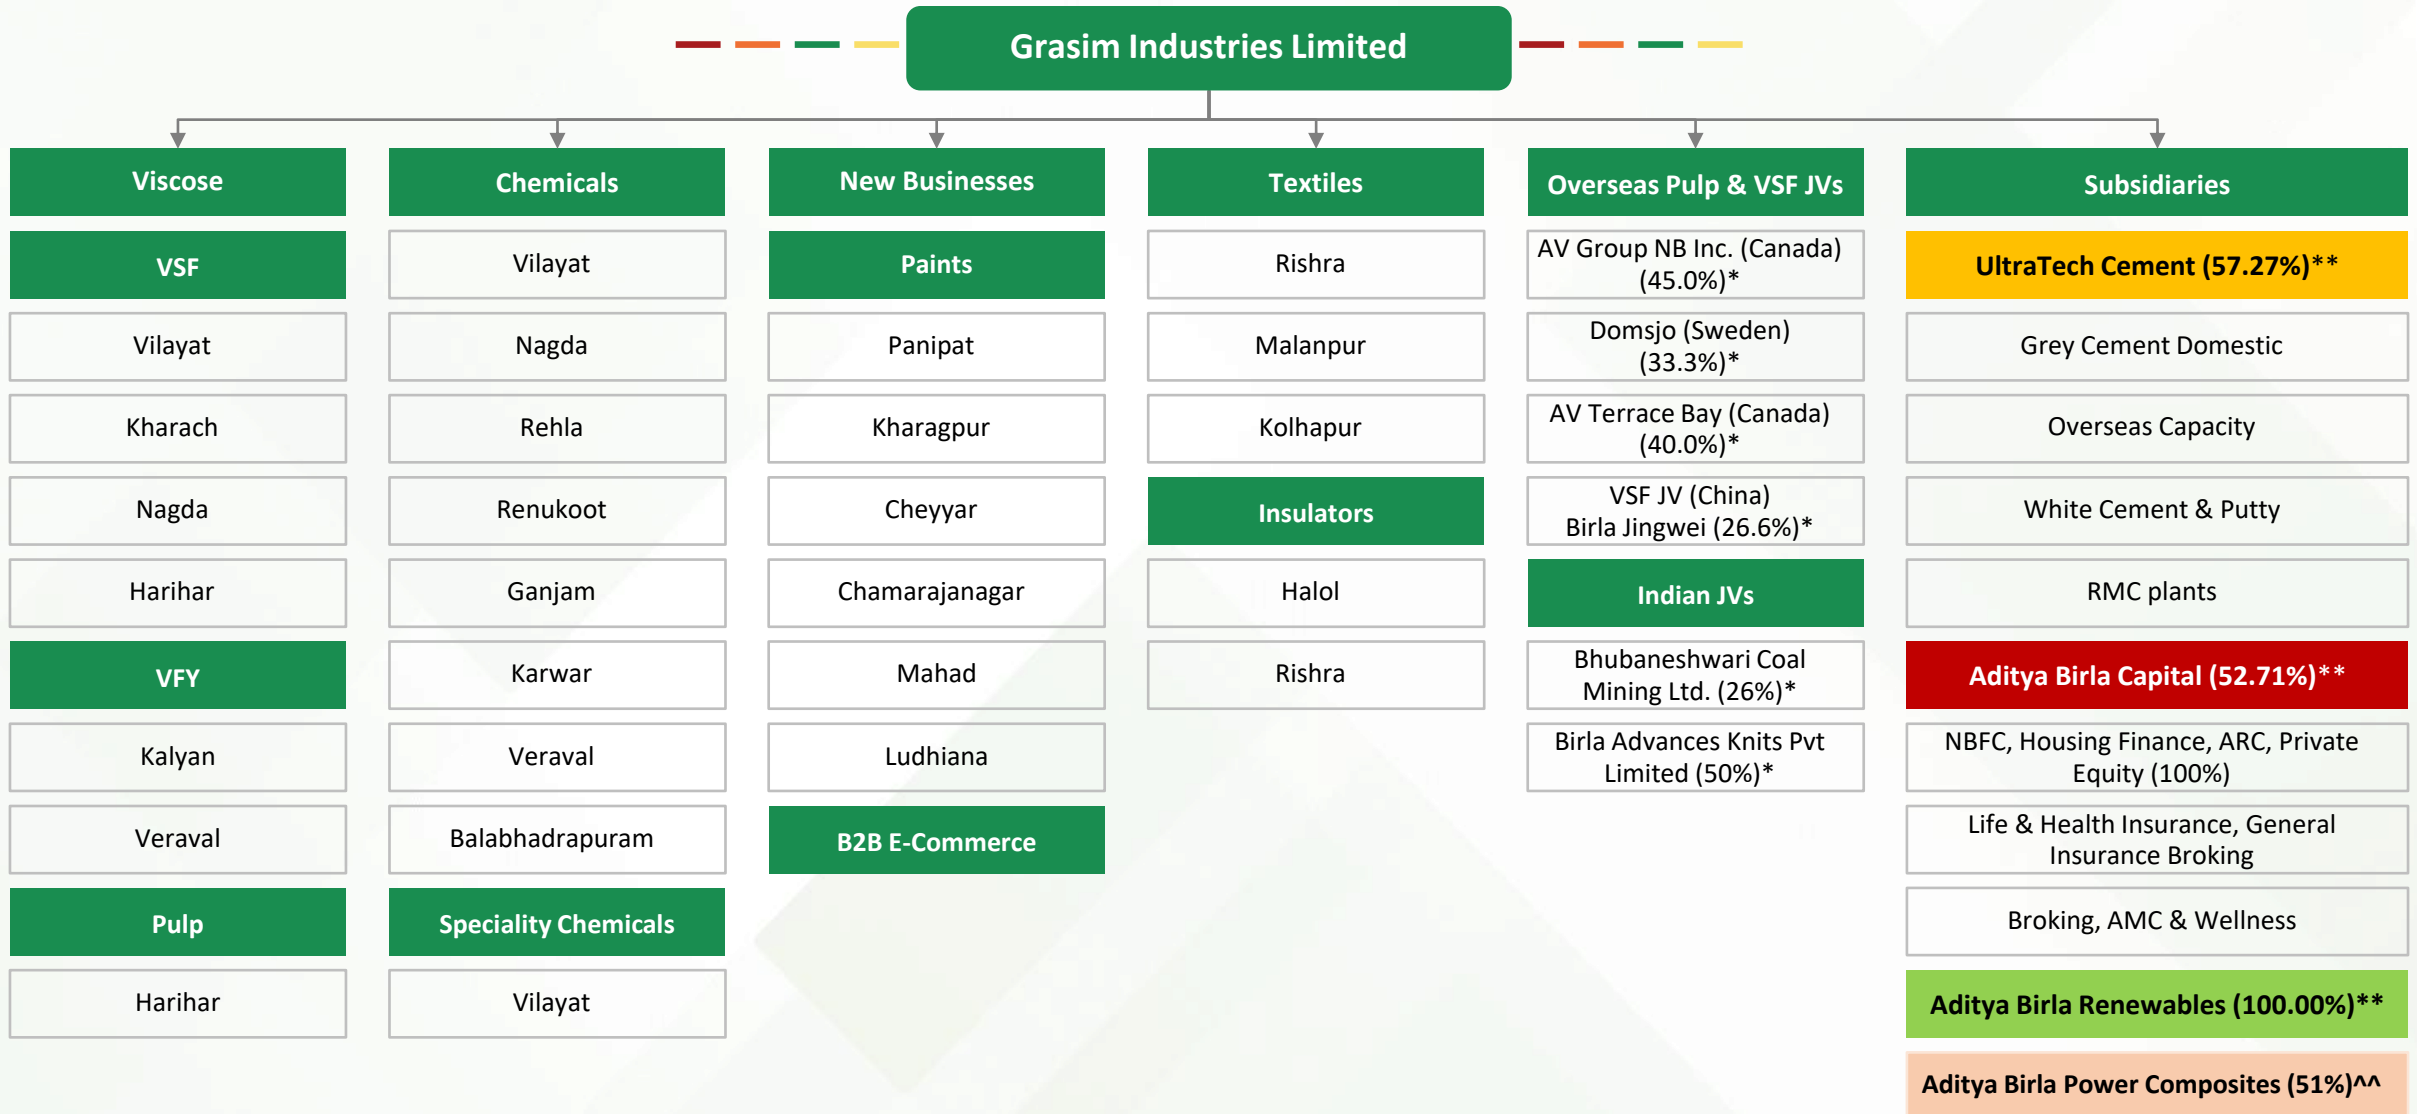 Grasim Industries Limited
Viscose
VSF
Vilayat
Kharach
Nagda
Harihar
VFY
Kalyan
Veraval
Pulp
Harihar
Chemicals
Vilayat
Nagda
Rehla
Renukoot
Ganjam
Karwar
Veraval
Balabhadrapuram
Speciality Chemicals
Vilayat
New Businesses
Paints
Panipat
Kharagpur
Cheyyar
Chamarajanagar
Mahad
Ludhiana
B2B E-Commerce
Textiles
Rishra
Malanpur
Kolhapur
Insulators
Halol
Rishra
Overseas Pulp & VSF JVs
AV Group NB Inc. (Canada)
(45.0%)*
Domsjo (Sweden)
(33.3%)*
AV Terrace Bay (Canada)
(40.0%)*
VSF JV (China)
Birla Jingwei (26.6%)*
Indian JVs
Bhubaneshwari Coal
Mining Ltd. (26%)*
Birla Advances Knits Pvt
Limited (50%)*
Subsidiaries
UltraTech Cement (57.27%)**
Grey Cement Domestic
Overseas Capacity
White Cement & Putty
RMC plants
Aditya Birla Capital (52.71%)**
NBFC, Housing Finance, ARC, Private
Equity (100%)
Life & Health Insurance, General
Insurance Broking
Broking, AMC & Wellness
Aditya Birla Renewables (100.00%)**
Aditya Birla Power Composites (51%)^^